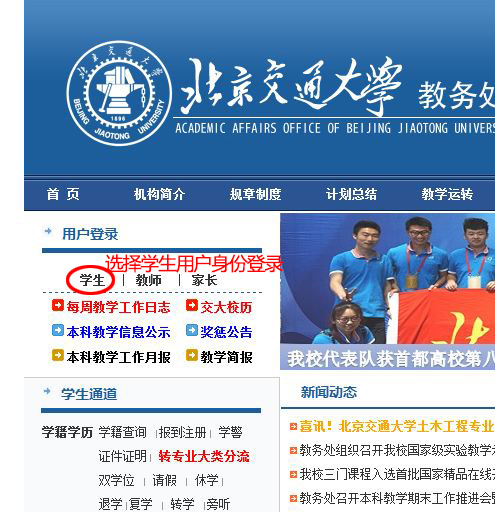 北京交通大学 教务处
BEIJING JIAOTONG UNIVERSITY
1896
ACADEMIC AFFAIRS OFFICE OF BEIJING JIAOTONG UNIVERS
首 页 机构简介 规章制度 计划总结 教学运转
用户登录
选择学生用户身份登录
学生 | 教师 | 家长
每周教学工作日志 交大校历
本科教学信息公示 奖惩公告
本科教学工作月报 教学简报
我校代表队获首都高校第八
学生通道
学籍学历 学籍查询 |报到注册| 学警
证件证明| 转专业大类分流
双学位 | 请假 | 休学|
退学|复学 | 转学 |旁听
新闻动态
喜讯！北京交通大学土木工程专业
教务处组织召开我校国家级实验教学
我校三门课程入选首批国家精品在线
教务处召开本科教学期末工作推进会